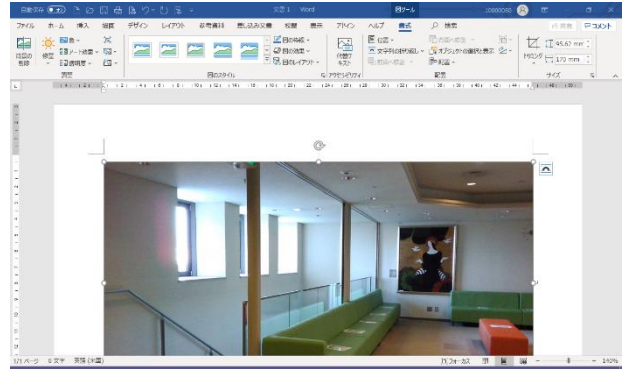 自動保存 オフ 文書 1 - Word 図ツール
ファイル ホーム 挿入 描画 デザイン レイアウト 参考資料 差し込み文書 校閲 表示 アドイン ヘルプ 書式 検索 共有 コメント
背景の
削除
修整
色
アート効果
透明度
図の枠線
図の効果
図のレイアウト
代替テ
キスト
位置
文字列の折り返し
前面へ移動
背面へ移動
オブジェクトの選択と表示
配置
トリミング
95.67 mm
170 mm
調整 図のスタイル アクセシビリティ 配置 サイズ
1/1 ページ 0 文字 英語 (米国) フォーカス 140%